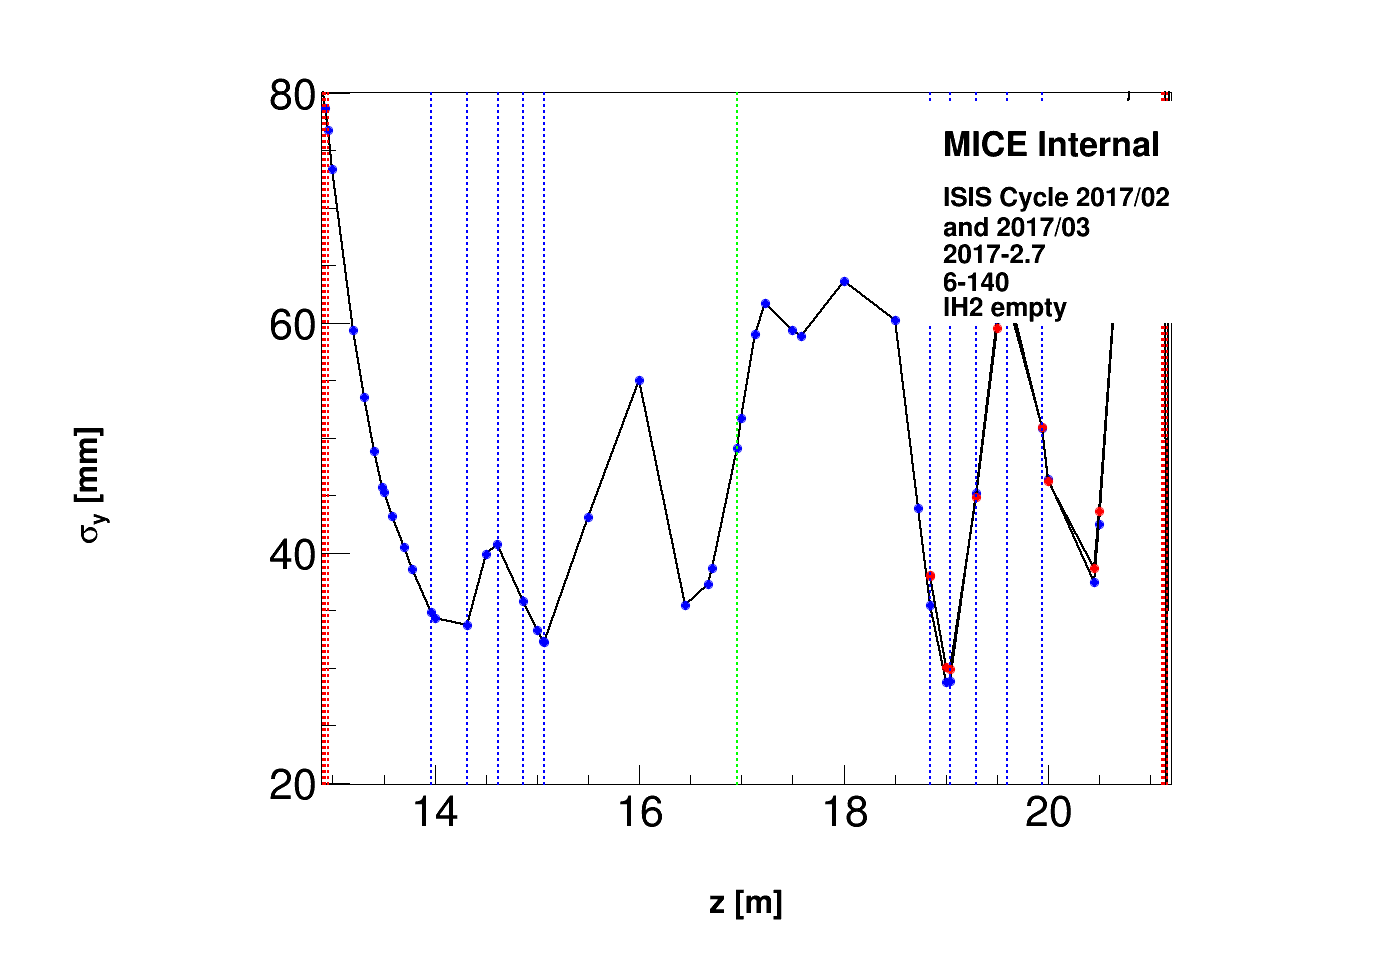 80
60
40
20
σy [mm]
MICE Internal
ISIS Cycle 2017/02
and 2017/03
2017-2.7
6-140
lH2 empty
14 16 18 20
z [m]